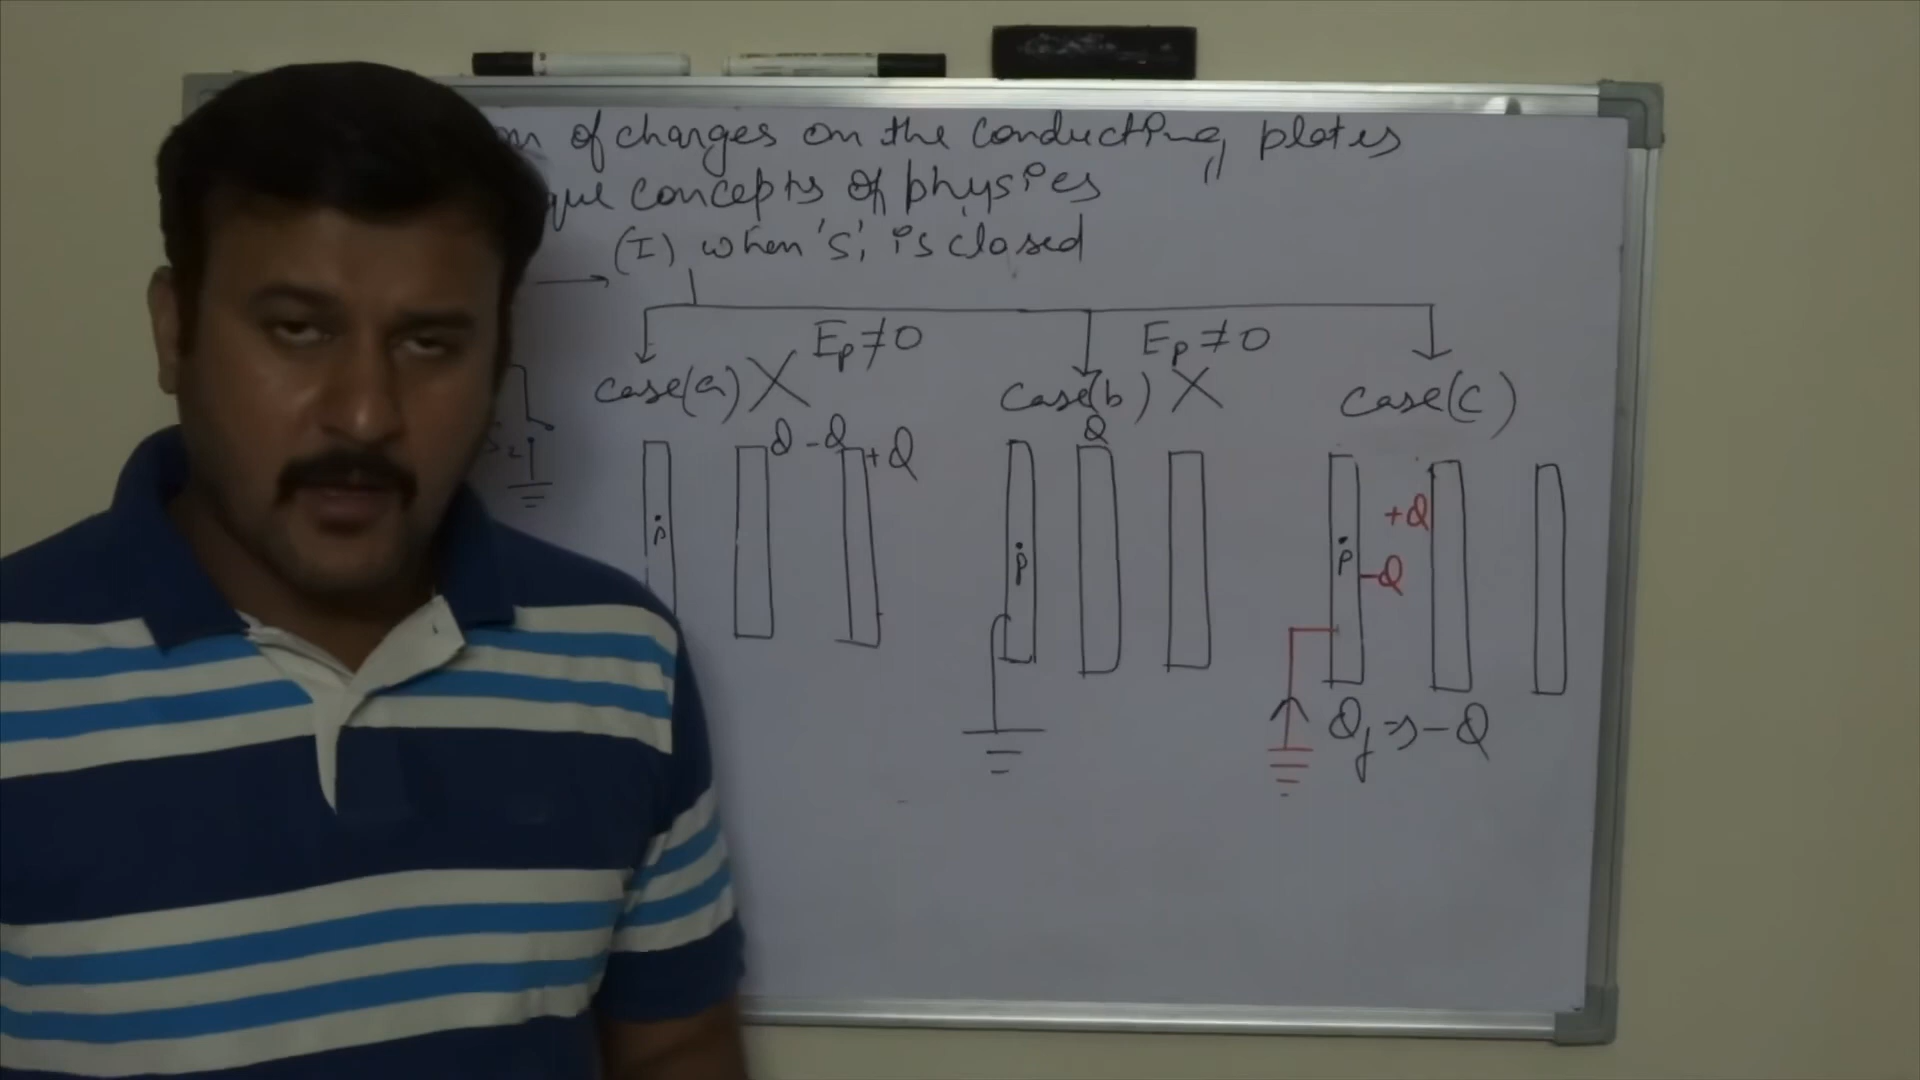 of charges on the conducting plates
concepts of physics
(I) when 'S₁' is closed
Ep≠0 Ep≠0
case(a) X case(b) X case(c)
Q -Q +Q
Q
S₂
+Q
P P P -Q
Qf ⇒ -Q